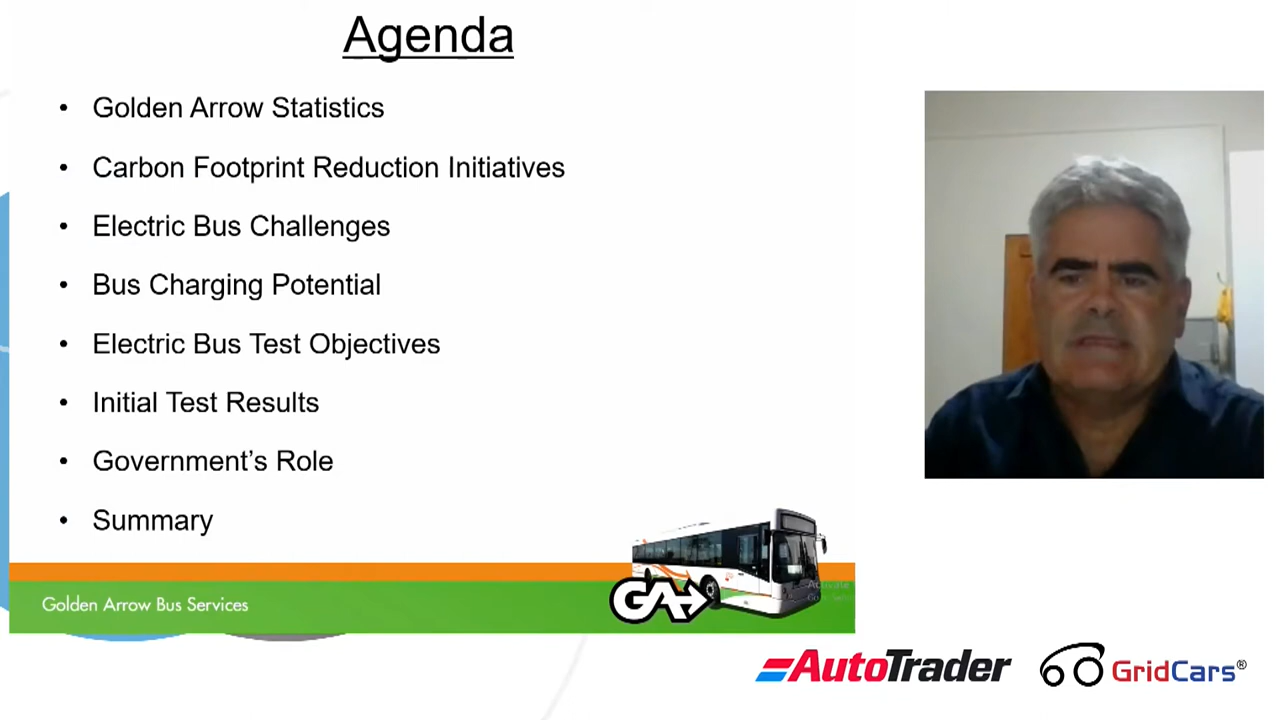 Agenda
• Golden Arrow Statistics
• Carbon Footprint Reduction Initiatives
• Electric Bus Challenges
• Bus Charging Potential
• Electric Bus Test Objectives
• Initial Test Results
• Government’s Role
• Summary
Golden Arrow Bus Services
GA
Activate
AutoTrader
GridCars®